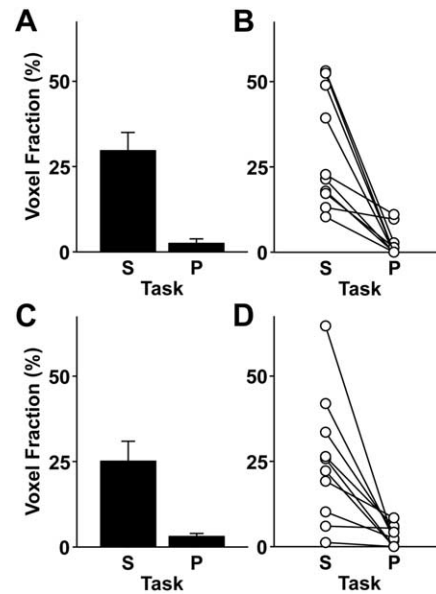 A B
Voxel Fraction (%)
50
25
0
S P
Task
S P
Task
C D
Voxel Fraction (%)
50
25
0
S P
Task
50
25
0
S P
Task
50
25
0